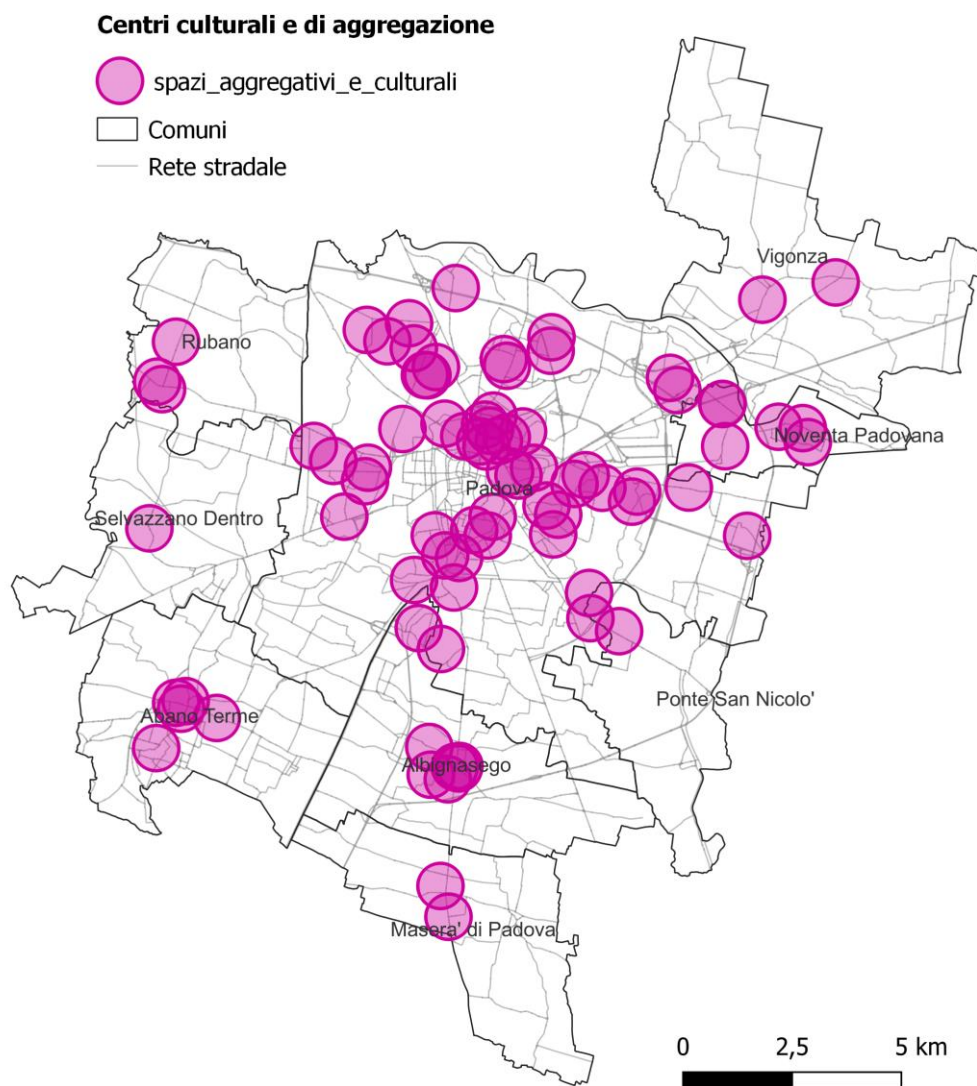 Centri culturali e di aggregazione
spazi_aggregativi_e_culturali
Comuni
Rete stradale
Vigonza
Rubano
Noventa Padovana
Padova
Selvazzano Dentro
Ponte San Nicolo'
Abano Terme
Albignasego
Masera' di Padova
0 2,5 5 km